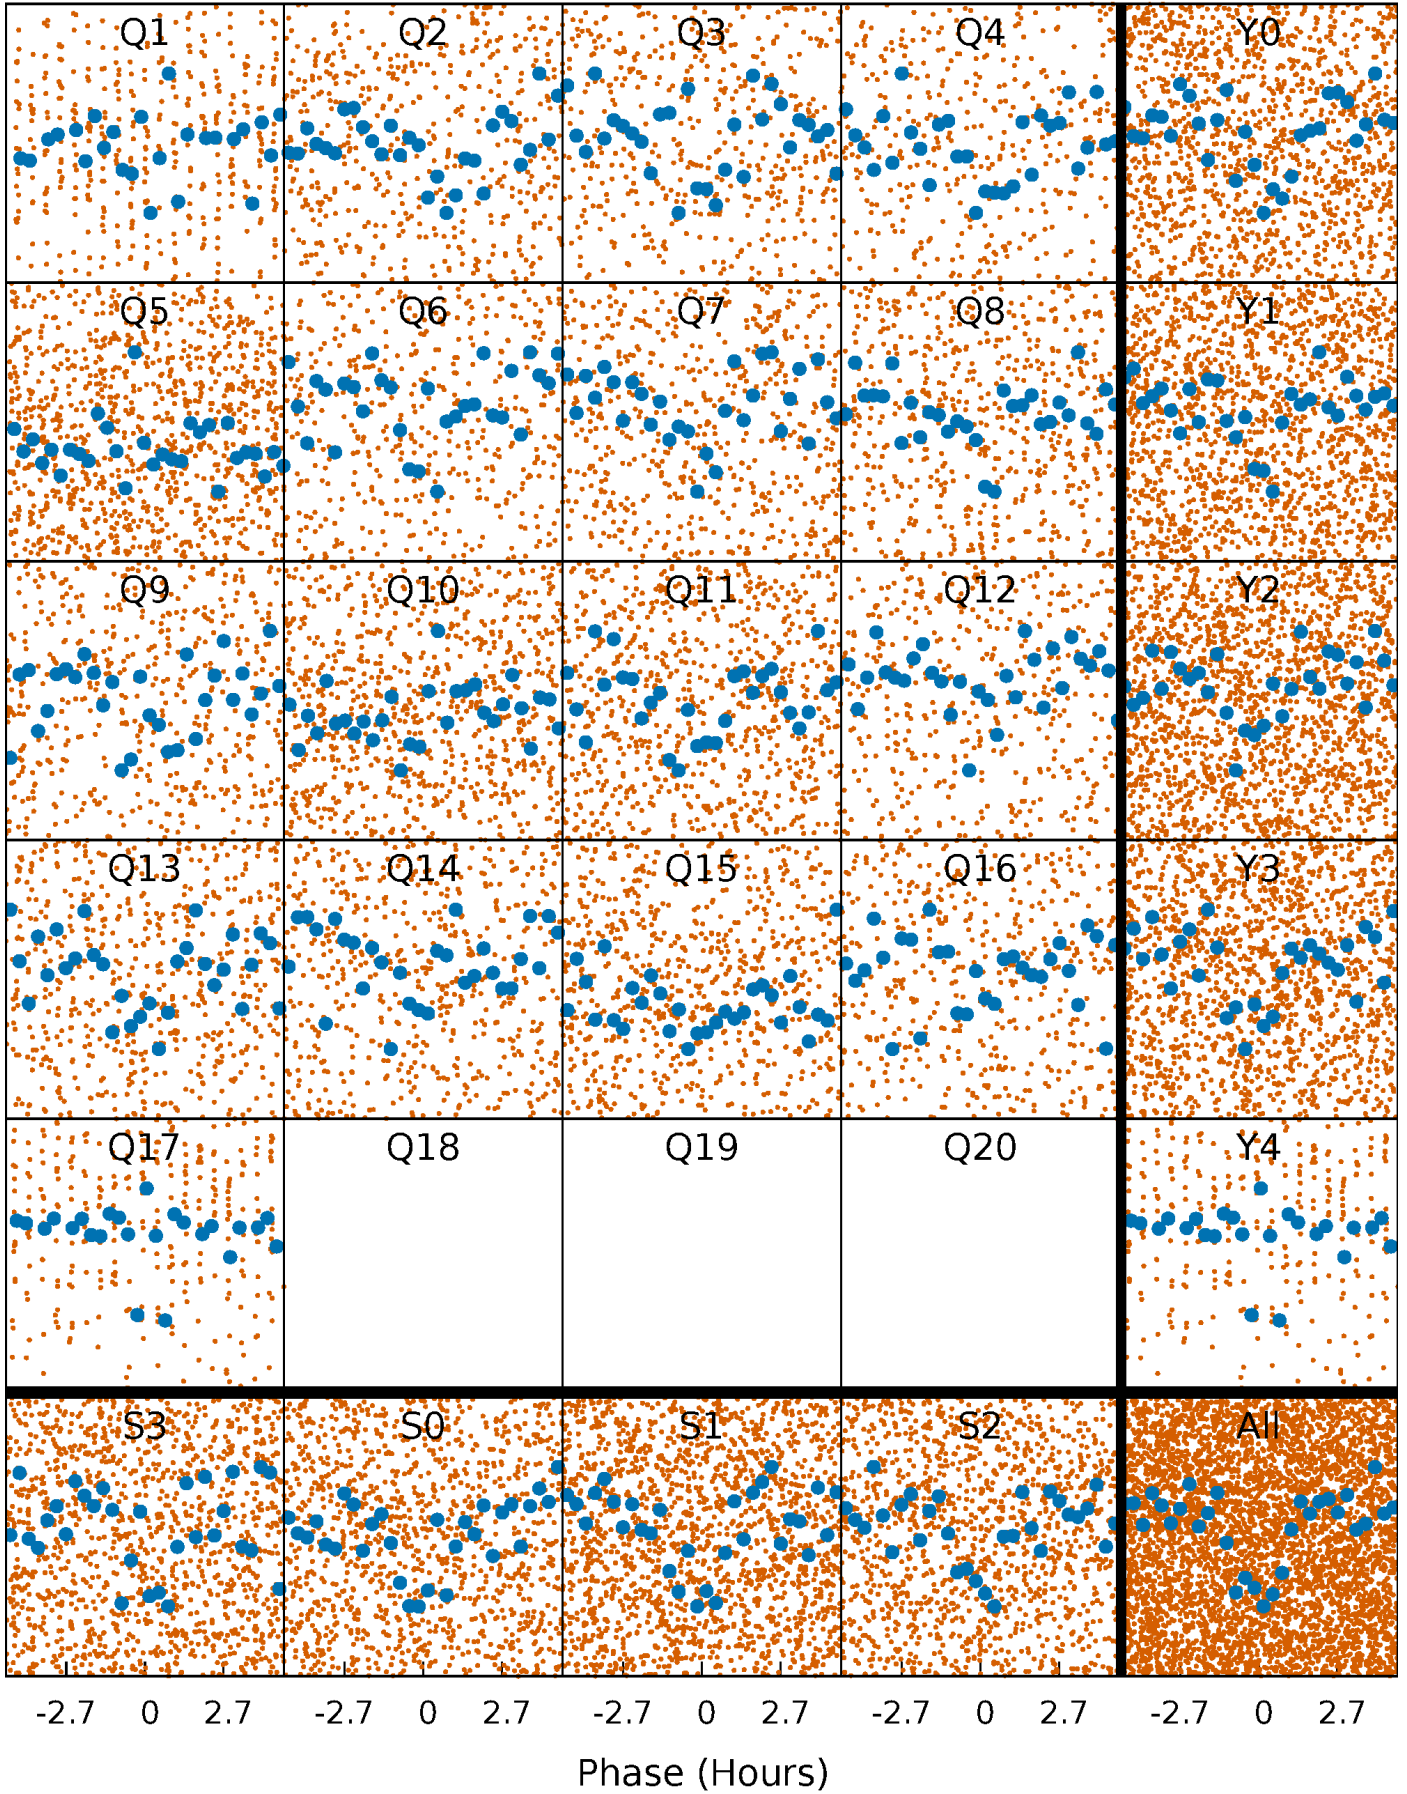 Q1 Q2 Q3 Q4 Y0
Q5 Q6 Q7 Q8 Y1
Q9 Q10 Q11 Q12 Y2
Q13 Q14 Q15 Q16 Y3
Q17 Q18 Q19 Q20 Y4
S3 S0 S1 S2 All
-2.7 0 2.7 -2.7 0 2.7 -2.7 0 2.7 -2.7 0 2.7 -2.7 0 2.7
Phase (Hours)